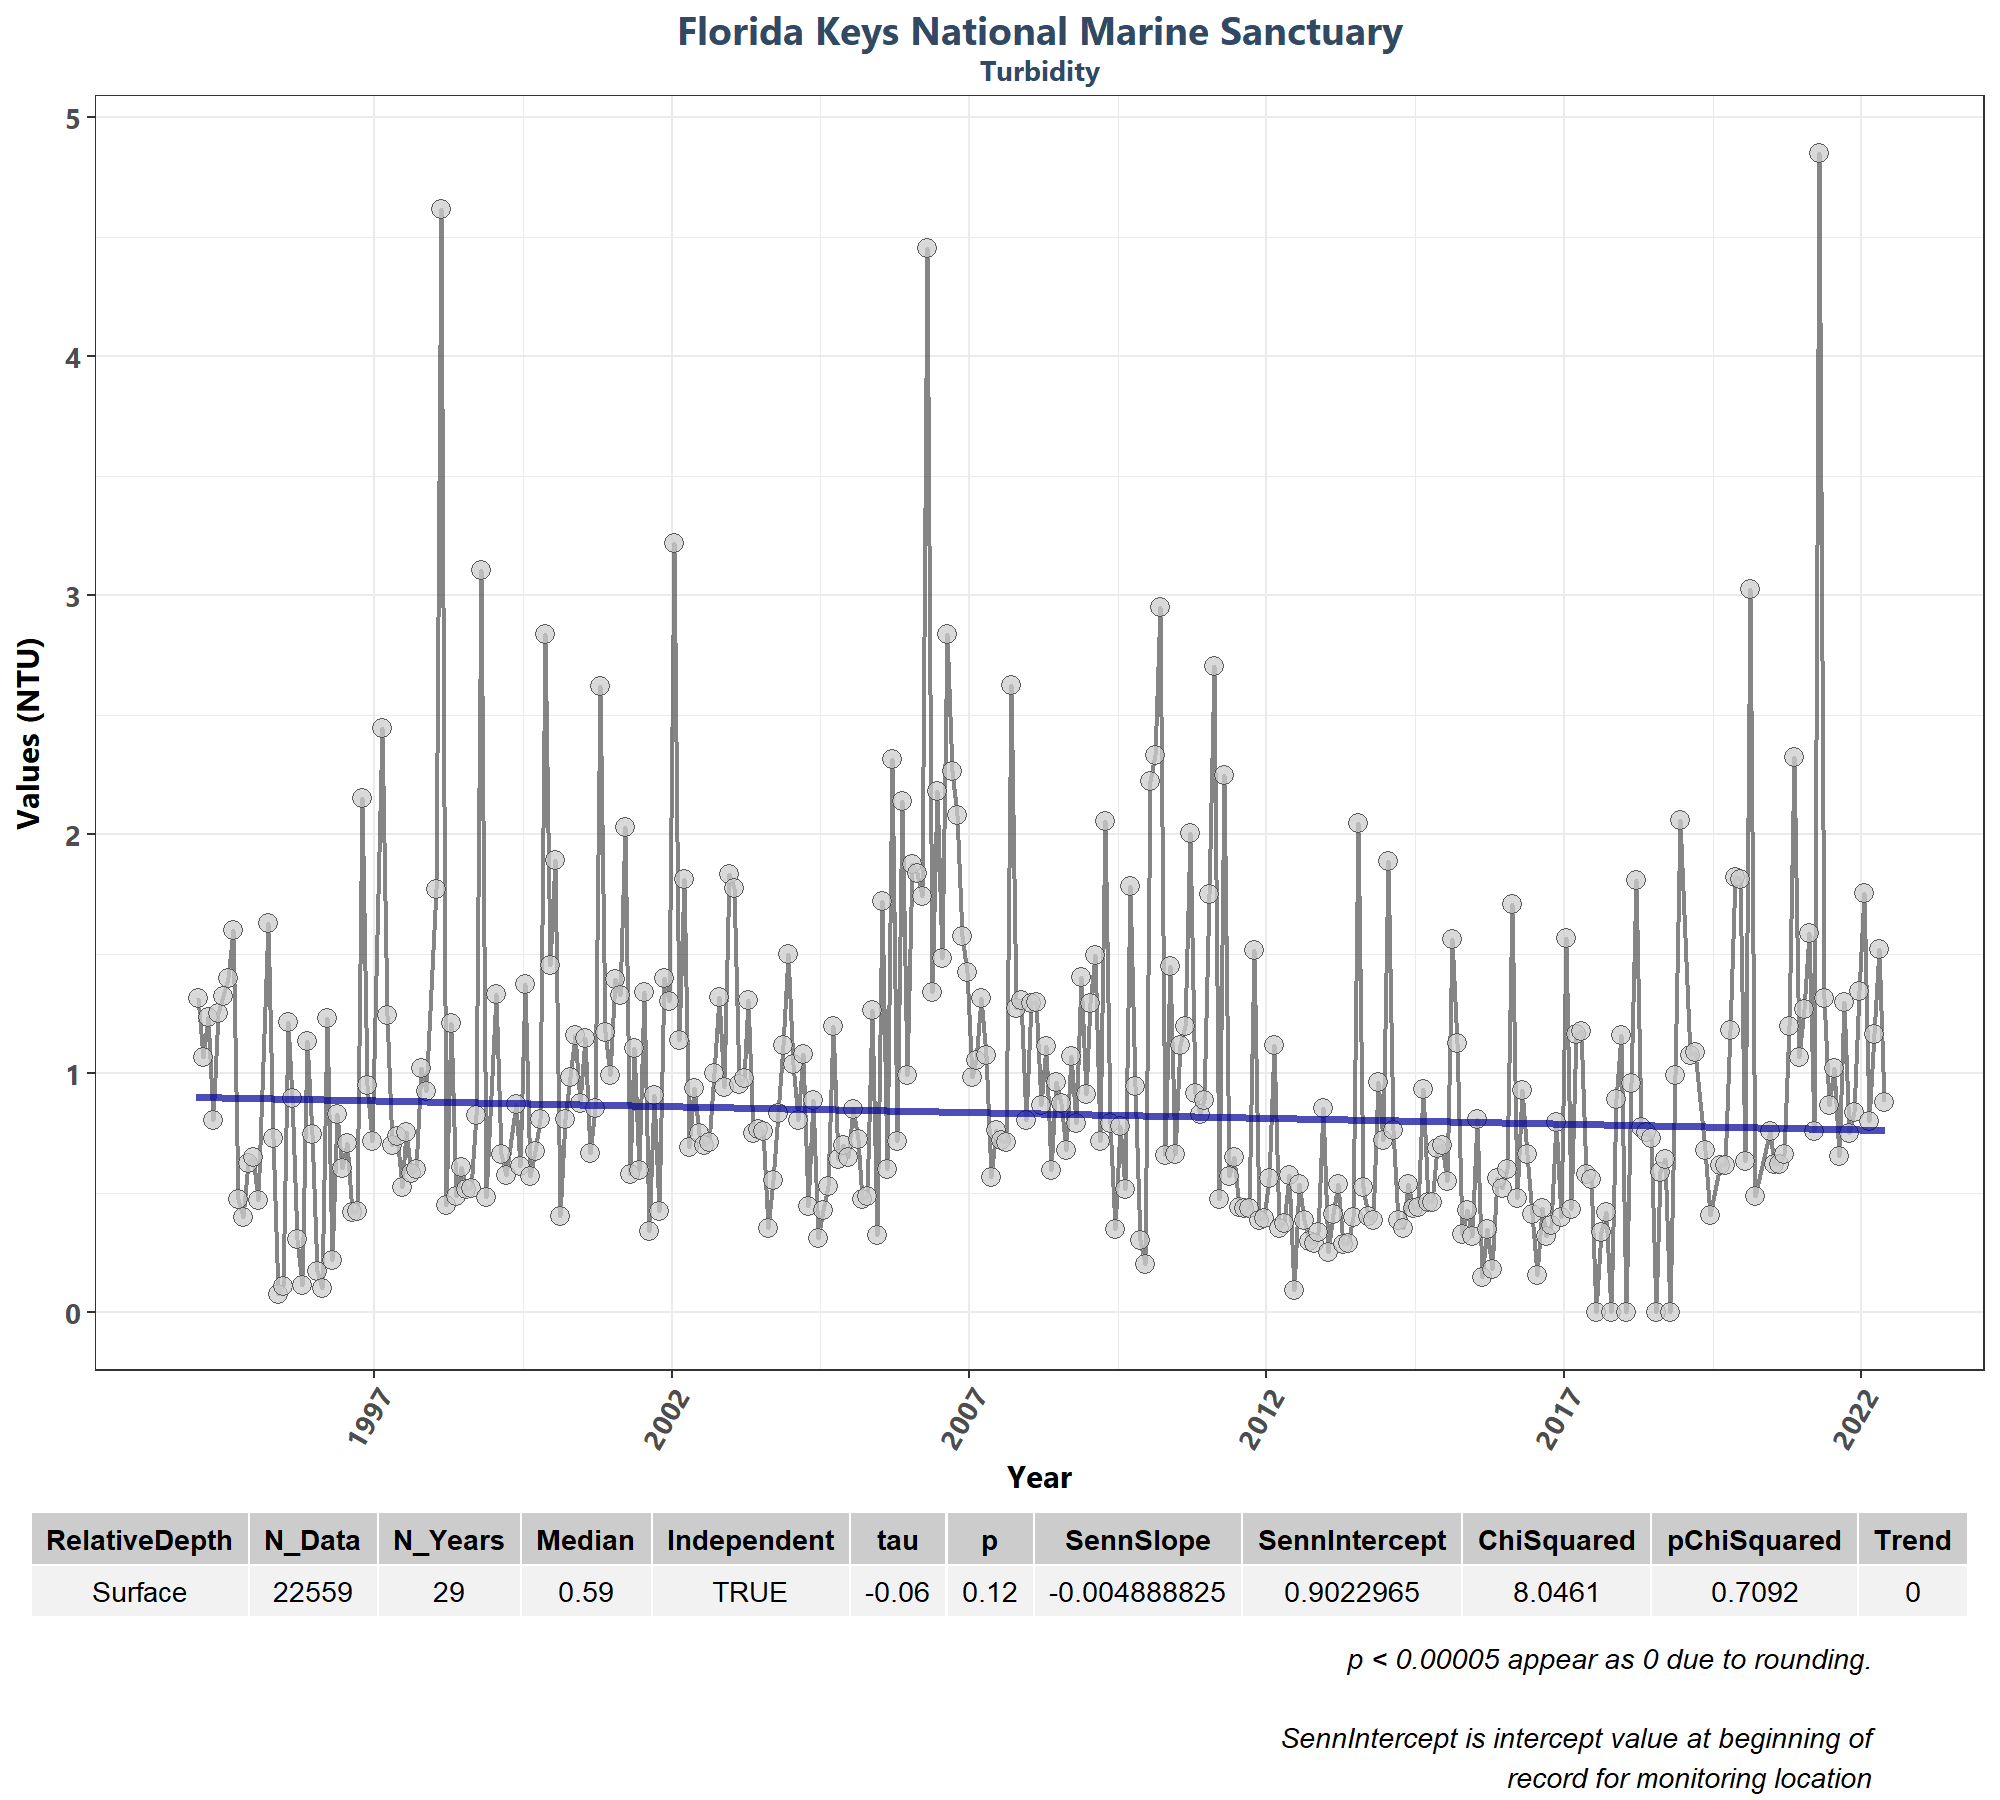 Florida Keys National Marine Sanctuary
Turbidity
Values (NTU)
5
4
3
2
1
0
1997 2002 2007 2012 2017 2022
Year
RelativeDepth N_Data N_Years Median Independent tau p SennSlope SennIntercept ChiSquared pChiSquared Trend
Surface 22559 29 0.59 TRUE -0.06 0.12 -0.004888825 0.9022965 8.0461 0.7092 0
p < 0.00005 appear as 0 due to rounding.
SennIntercept is intercept value at beginning of
record for monitoring location